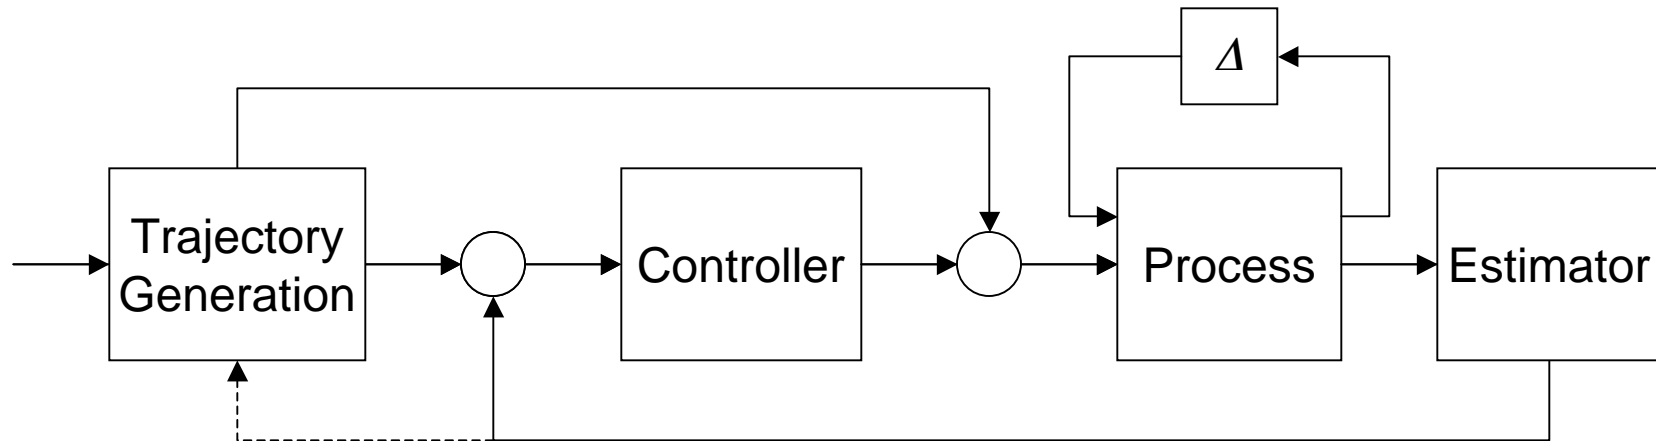 Δ
Trajectory
Generation
Controller
Process
Estimator